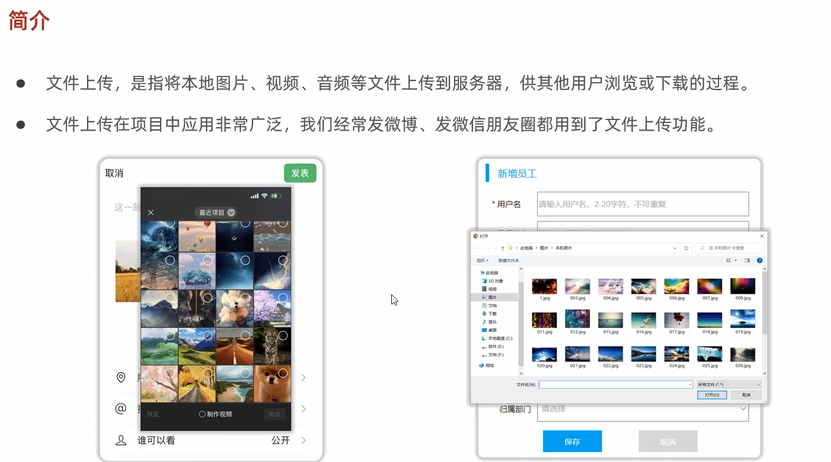 简介
● 文件上传，是指将本地图片、视频、音频等文件上传到服务器，供其他用户浏览或下载的过程。
● 文件上传在项目中应用非常广泛，我们经常发微博、发微信朋友圈都用到了文件上传功能。
取消
发表
这一刻
最近项目
预览
制作视频
完成
谁可以看
公开
新增员工
* 用户名
请输入用户名，2-20字符，不可重复
打开
此电脑
图片
本机照片
组织
新建文件夹
此电脑
3D 对象
视频
图片
文档
下载
音乐
桌面
本地磁盘 (C:)
软件 (E:)
文档 (F:)
网络
1.jpg
003.jpg
004.jpg
005.jpg
006.jpg
007.jpg
009.jpg
011.jpg
012.jpg
015.jpg
016.jpg
017.jpg
018.jpg
019.jpg
020.jpg
021.jpg
022.jpg
023.jpg
024.jpg
025.jpg
026.jpg
文件名(N):
所有文件 (*.*)
打开(O)
取消
归属部门
请选择
保存
取消